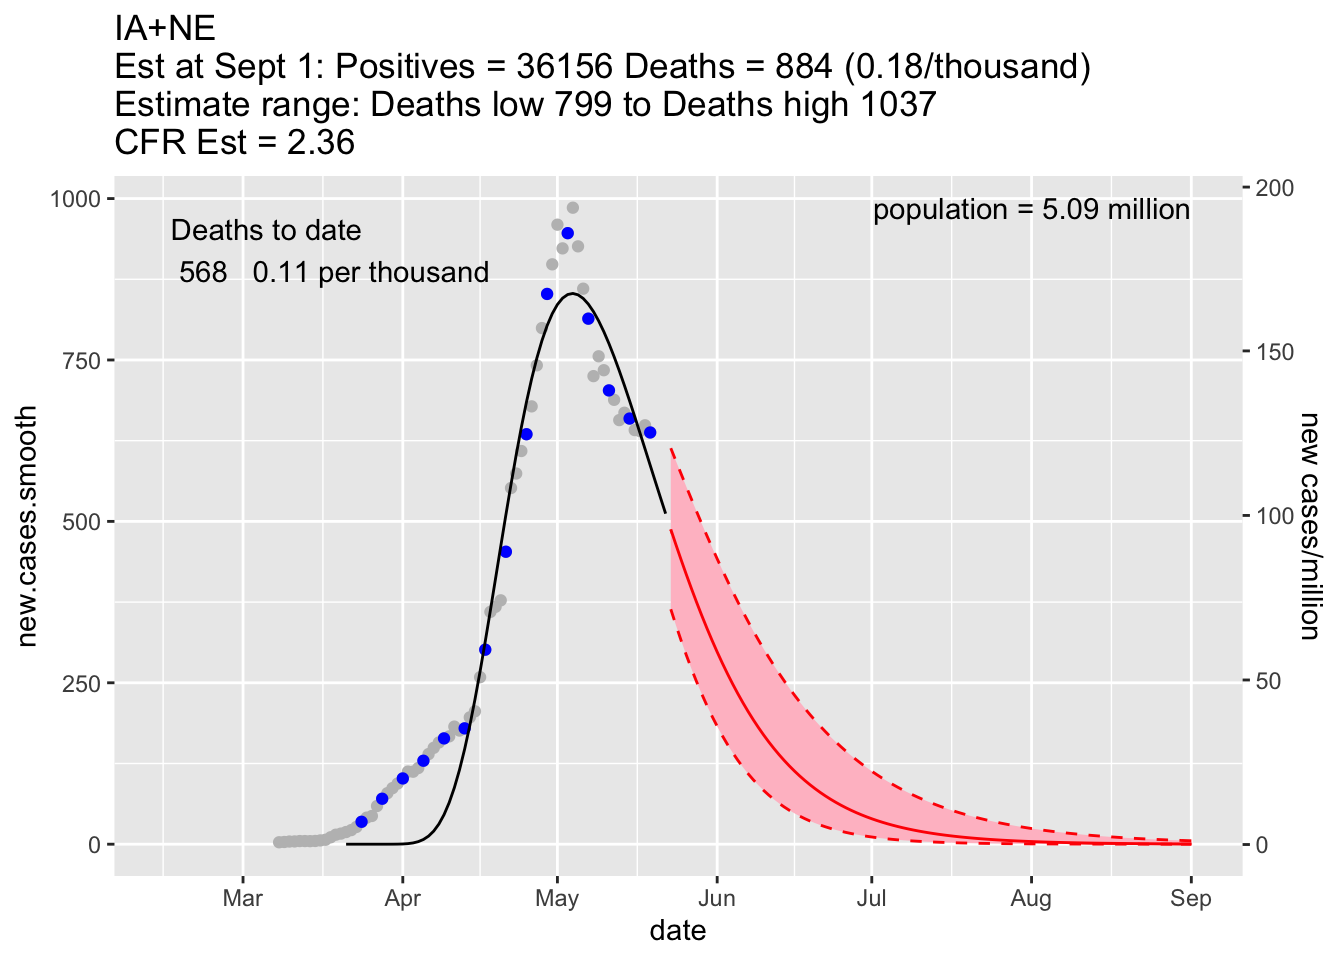 IA+NE
Est at Sept 1: Positives = 36156 Deaths = 884 (0.18/thousand)
Estimate range: Deaths low 799 to Deaths high 1037
CFR Est = 2.36
Deaths to date
568 0.11 per thousand
population = 5.09 million
1000
750
500
250
0
new.cases.smooth
200
150
100
50
0
new cases/million
Mar Apr May Jun Jul Aug Sep
date